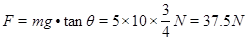 F = mg·tan θ = 5×10×3/4 N = 37.5N